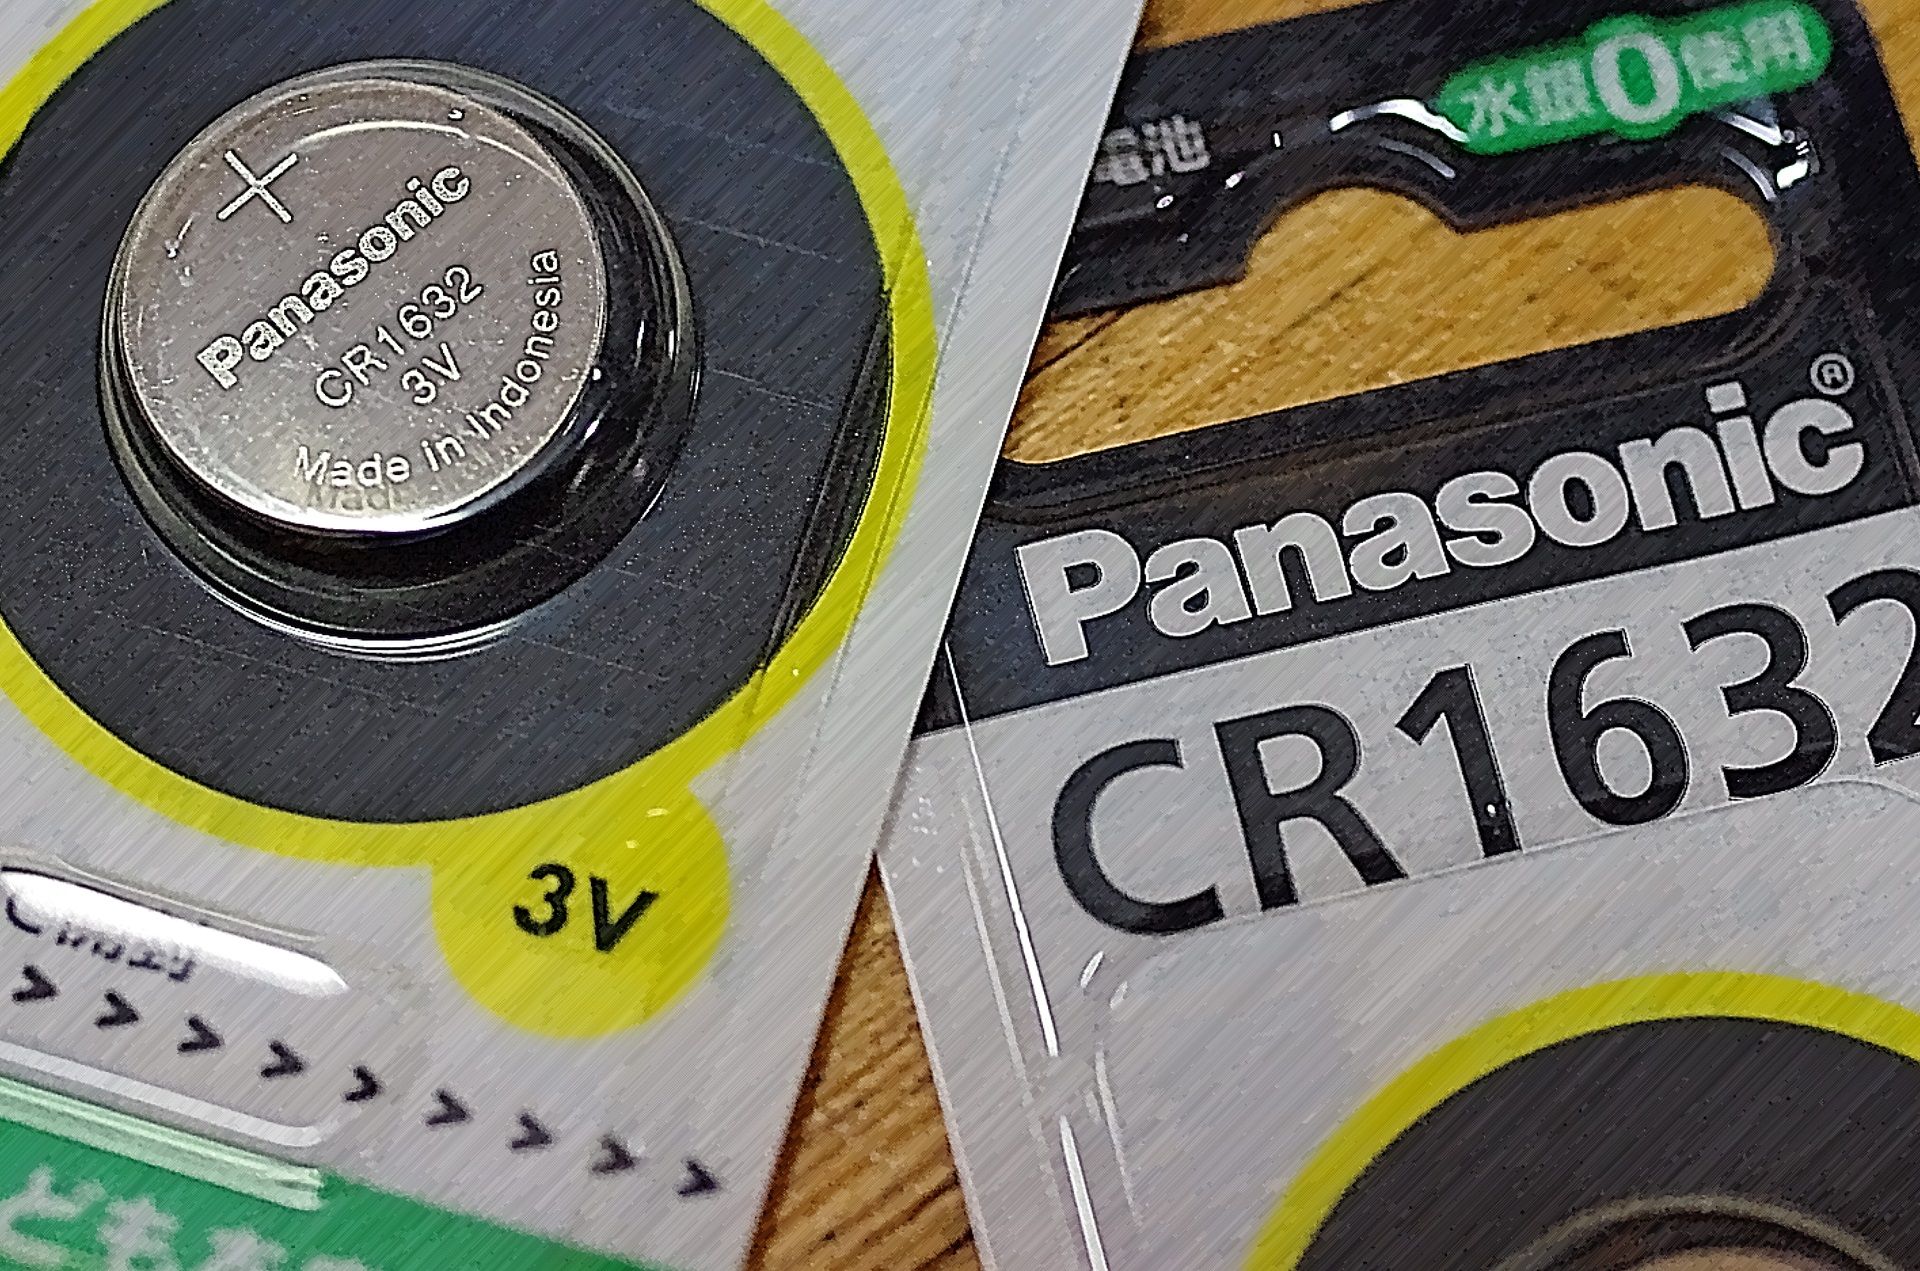 Panasonic
CR1632
3V
Made in Indonesia
3V
電池
水銀0使用
Panasonic®
CR1632